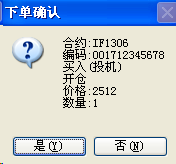 下单确认
合约:IF1306
编码:001712345678
买入(投机)
开仓
价格:2512
数量:1
是(Y)
否(N)